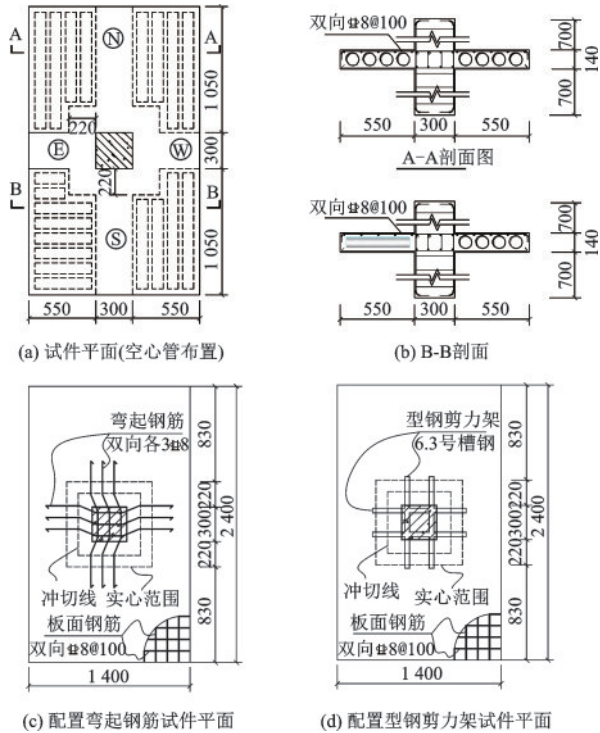 A
N
A
1 050
220
E
W
300
220
B
B
1 050
S
550
300
550
(a) 试件平面(空心管布置)
双向⌀8@100
700
140
700
550
300
550
A-A剖面图
双向⌀8@100
700
140
700
550
300
550
(b) B-B剖面
弯起钢筋
双向各3⌀8
830
220
300
220
2 400
830
冲切线
实心范围
板面钢筋
双向⌀8@100
1 400
(c) 配置弯起钢筋试件平面
型钢剪力架
6.3号槽钢
830
220
300
220
2 400
830
冲切线
实心范围
板面钢筋
双向⌀8@100
1 400
(d) 配置型钢剪力架试件平面